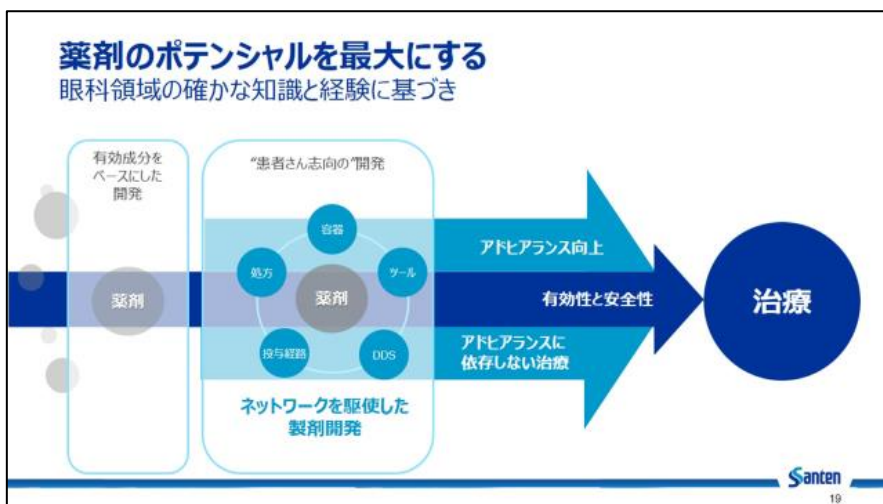 薬剤のポテンシャルを最大にする
眼科領域の確かな知識と経験に基づき
有効成分を
ベースにした
開発
薬剤
“患者さん志向の”開発
容器
処方
ツール
薬剤
投与経路
DDS
ネットワークを駆使した
製剤開発
アドヒアランス向上
有効性と安全性
アドヒアランスに
依存しない治療
治療
Santen
19